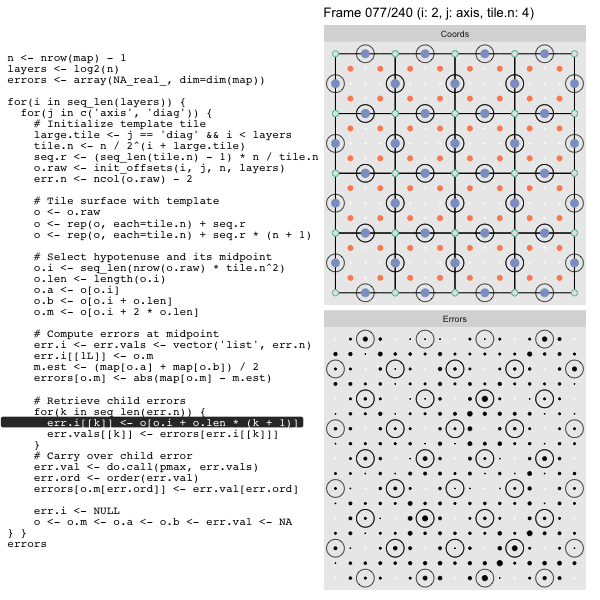 Frame 077/240 (i: 2, j: axis, tile.n: 4)
Coords
n <- nrow(map) - 1
layers <- log2(n)
errors <- array(NA_real_, dim=dim(map))
for(i in seq_len(layers)) {
  for(j in c('axis', 'diag')) {
    # Initialize template tile
    large.tile <- j == 'diag' && i < layers
    tile.n <- n / 2^(i + large.tile)
    seq.r <- (seq_len(tile.n) - 1) * n / tile.n
    o.raw <- init_offsets(i, j, n, layers)
    err.n <- ncol(o.raw) - 2
    # Tile surface with template
    o <- o.raw
    o <- rep(o, each=tile.n) + seq.r
    o <- rep(o, each=tile.n) + seq.r * (n + 1)
    # Select hypotenuse and its midpoint
    o.i <- seq_len(nrow(o.raw) * tile.n^2)
    o.len <- length(o.i)
    o.a <- o[o.i]
    o.b <- o[o.i + o.len]
    o.m <- o[o.i + 2 * o.len]
    # Compute errors at midpoint
    err.i <- err.vals <- vector('list', err.n)
    err.i[[1L]] <- o.m
    m.est <- (map[o.a] + map[o.b]) / 2
    errors[o.m] <- abs(map[o.m] - m.est)
    # Retrieve child errors
    for(k in seq_len(err.n)) {
      err.i[[k]] <- o[o.i + o.len * (k + 1)]
      err.vals[[k]] <- errors[err.i[[k]]]
    }
    # Carry over child error
    err.val <- do.call(pmax, err.vals)
    err.ord <- order(err.val)
    errors[o.m[err.ord]] <- err.val[err.ord]
    err.i <- NULL
    o <- o.m <- o.a <- o.b <- err.val <- NA
} }
errors
Errors